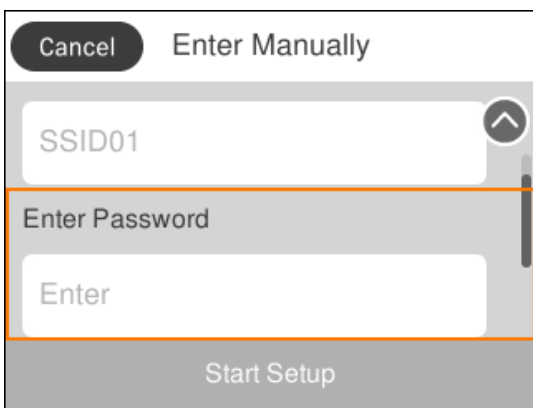 Cancel Enter Manually
SSID01
Enter Password
Enter
Start Setup